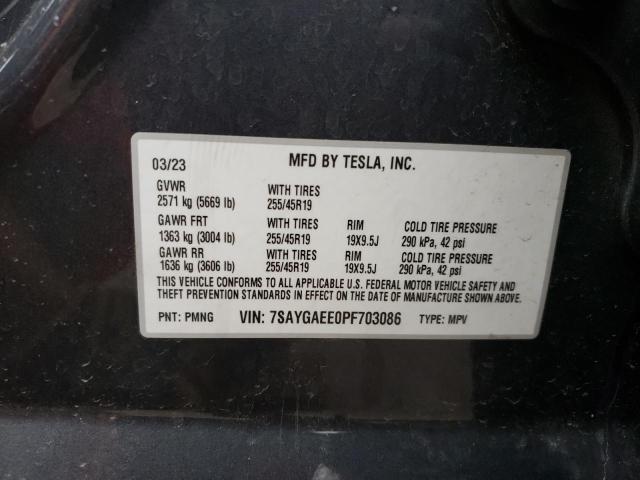 03/23 MFD BY TESLA, INC.
GVWR WITH TIRES
2571 kg (5669 lb) 255/45R19
GAWR FRT WITH TIRES RIM COLD TIRE PRESSURE
1363 kg (3004 lb) 255/45R19 19X9.5J 290 kPa, 42 psi
GAWR RR WITH TIRES RIM COLD TIRE PRESSURE
1636 kg (3606 lb) 255/45R19 19X9.5J 290 kPa, 42 psi
THIS VEHICLE CONFORMS TO ALL APPLICABLE U.S. FEDERAL MOTOR VEHICLE SAFETY AND
THEFT PREVENTION STANDARDS IN EFFECT ON THE DATE OF MANUFACTURE SHOWN ABOVE.
PNT: PMNG VIN: 7SAYGAEE0PF703086 TYPE: MPV